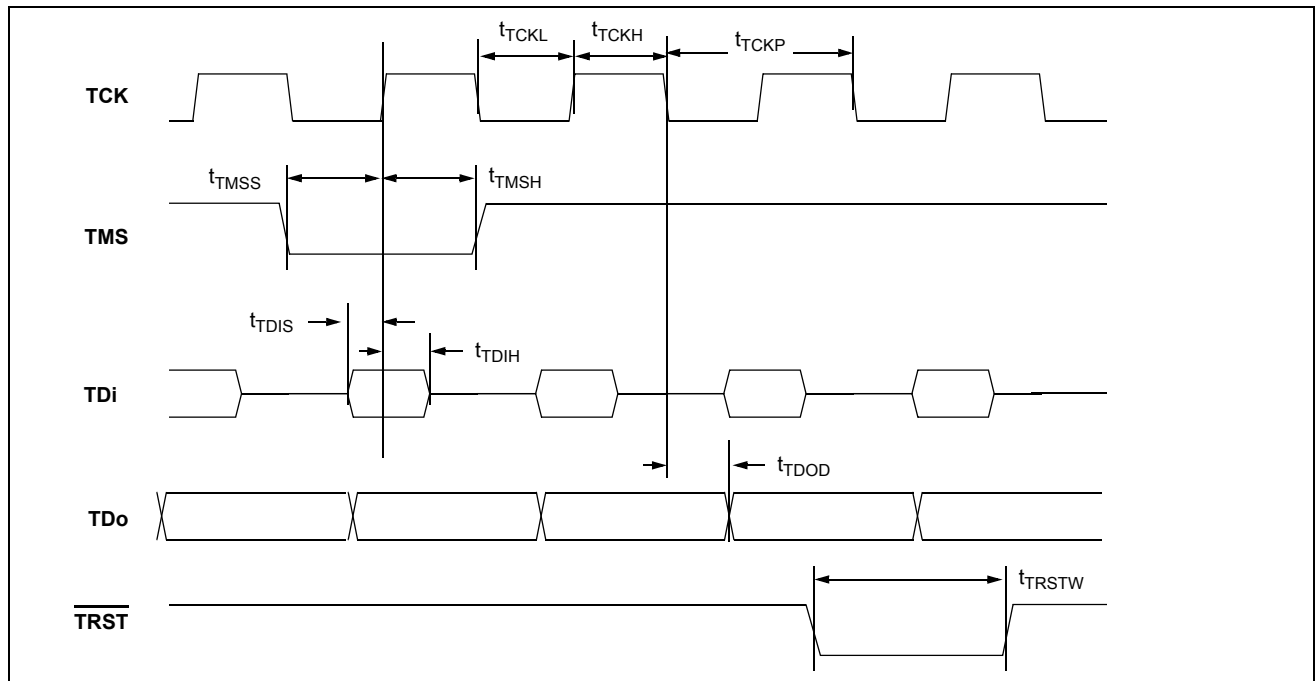 tTCKL tTCKH tTCKP
TCK
tTMSS tTMSH
TMS
tTDIS
tTDIH
TDi
tTDOD
TDo
tTRSTW
TRST